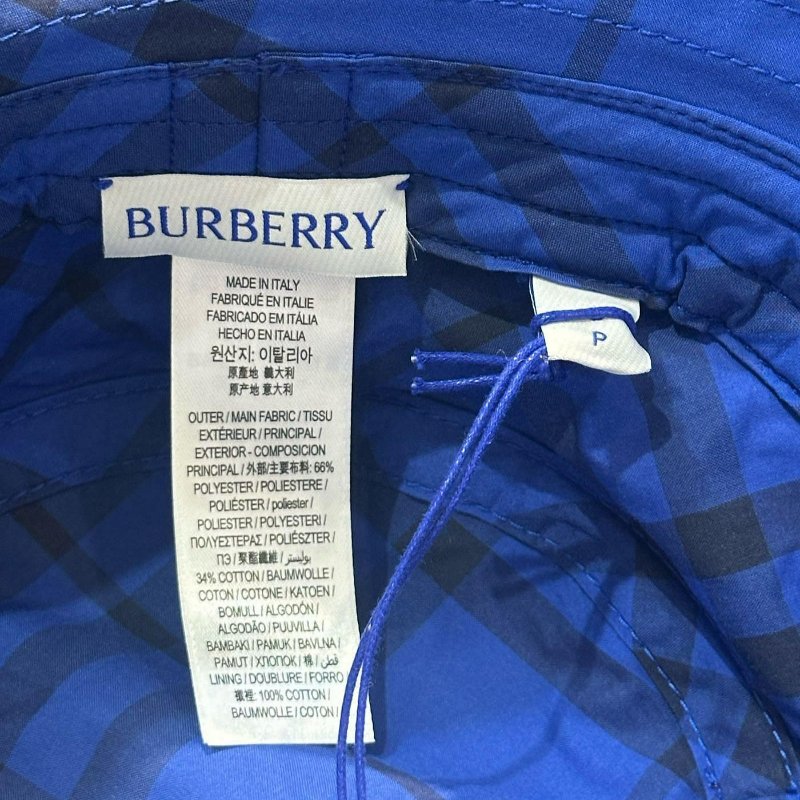 BURBERRY
MADE IN ITALY
FABRIQUÉ EN ITALIE
FABRICADO EM ITÁLIA
HECHO EN ITALIA
원산지: 이탈리아
原產地 義大利
原产地 意大利
OUTER / MAIN FABRIC / TISSU
EXTÉRIEUR / PRINCIPAL /
EXTERIOR - COMPOSICION
PRINCIPAL / 外部/主要布料: 66%
POLYESTER / POLIESTERE /
POLIÉSTER / poliester /
POLIESTER / POLYESTERI /
ΠΟΛΥΕΣΤΕΡΑΣ / POLIÉSZTER /
ПЭ / 聚酯纖維 / بوليستر /
34% COTTON / BAUMWOLLE /
COTON / COTONE / KATOEN /
BOMULL / ALGODÓN /
ALGODÃO / PUUVILLA /
BAMBAKI / PAMUK / BAVLNA /
PAMUT / ХЛОПОК / 棉 / قطن /
LINING / DOUBLURE / FORRO
襯裡: 100% COTTON /
BAUMWOLLE / COTON /
P